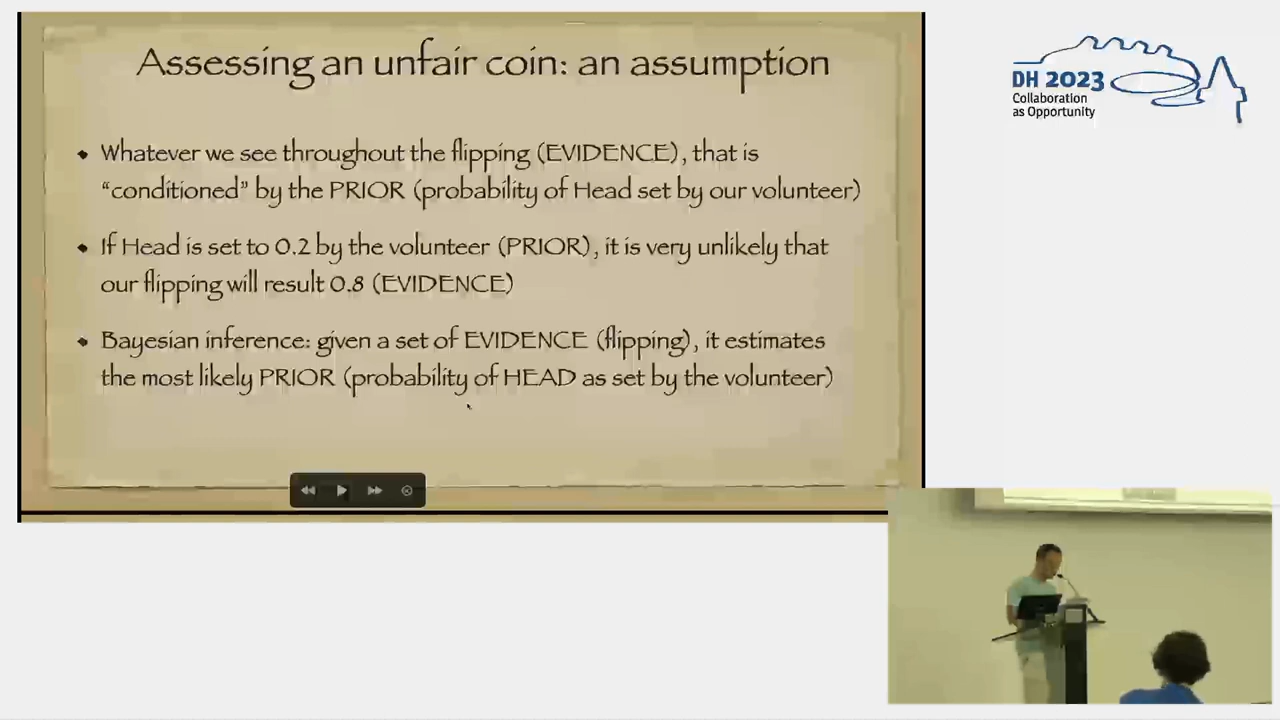 Assessing an unfair coin: an assumption
Whatever we see throughout the flipping (EVIDENCE), that is
“conditioned” by the PRIOR (probability of Head set by our volunteer)
If Head is set to 0.2 by the volunteer (PRIOR), it is very unlikely that
our flipping will result 0.8 (EVIDENCE)
Bayesian inference: given a set of EVIDENCE (flipping), it estimates
the most likely PRIOR (probability of HEAD as set by the volunteer)
DH 2023
Collaboration
as Opportunity